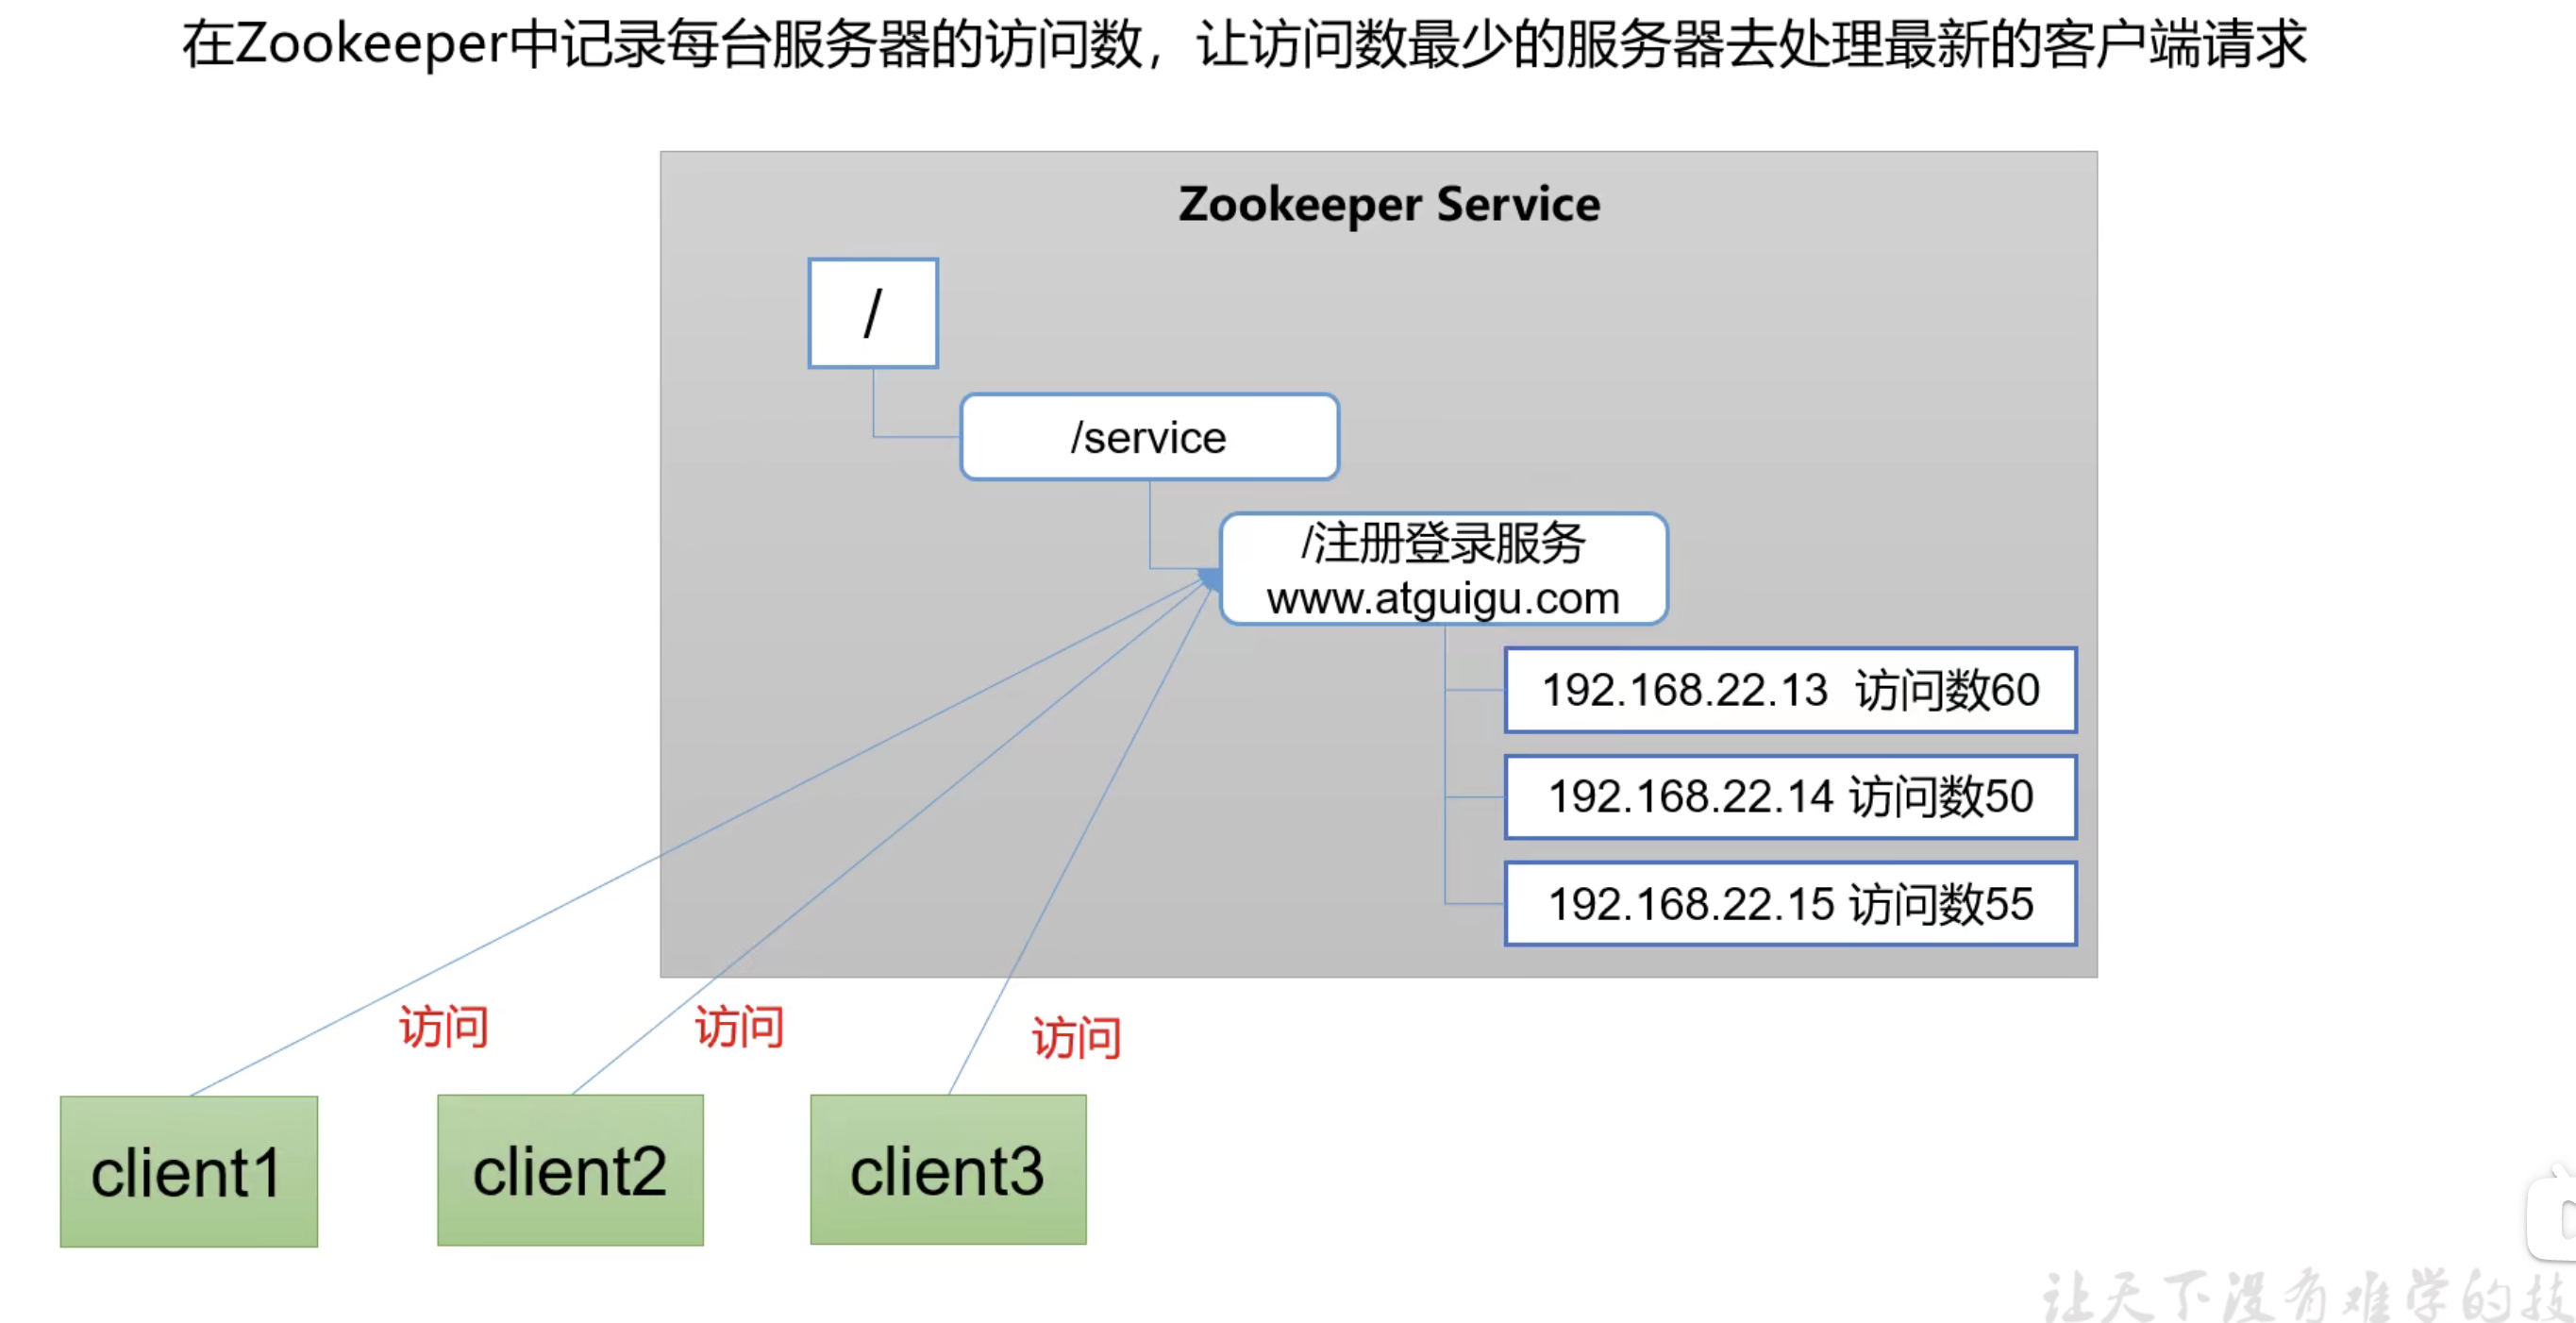 在Zookeeper中记录每台服务器的访问数，让访问数最少的服务器去处理最新的客户端请求
Zookeeper Service
/
/service
/注册登录服务
www.atguigu.com
192.168.22.13 访问数60
192.168.22.14 访问数50
192.168.22.15 访问数55
访问
访问
访问
client1
client2
client3
让天下没有难学的技